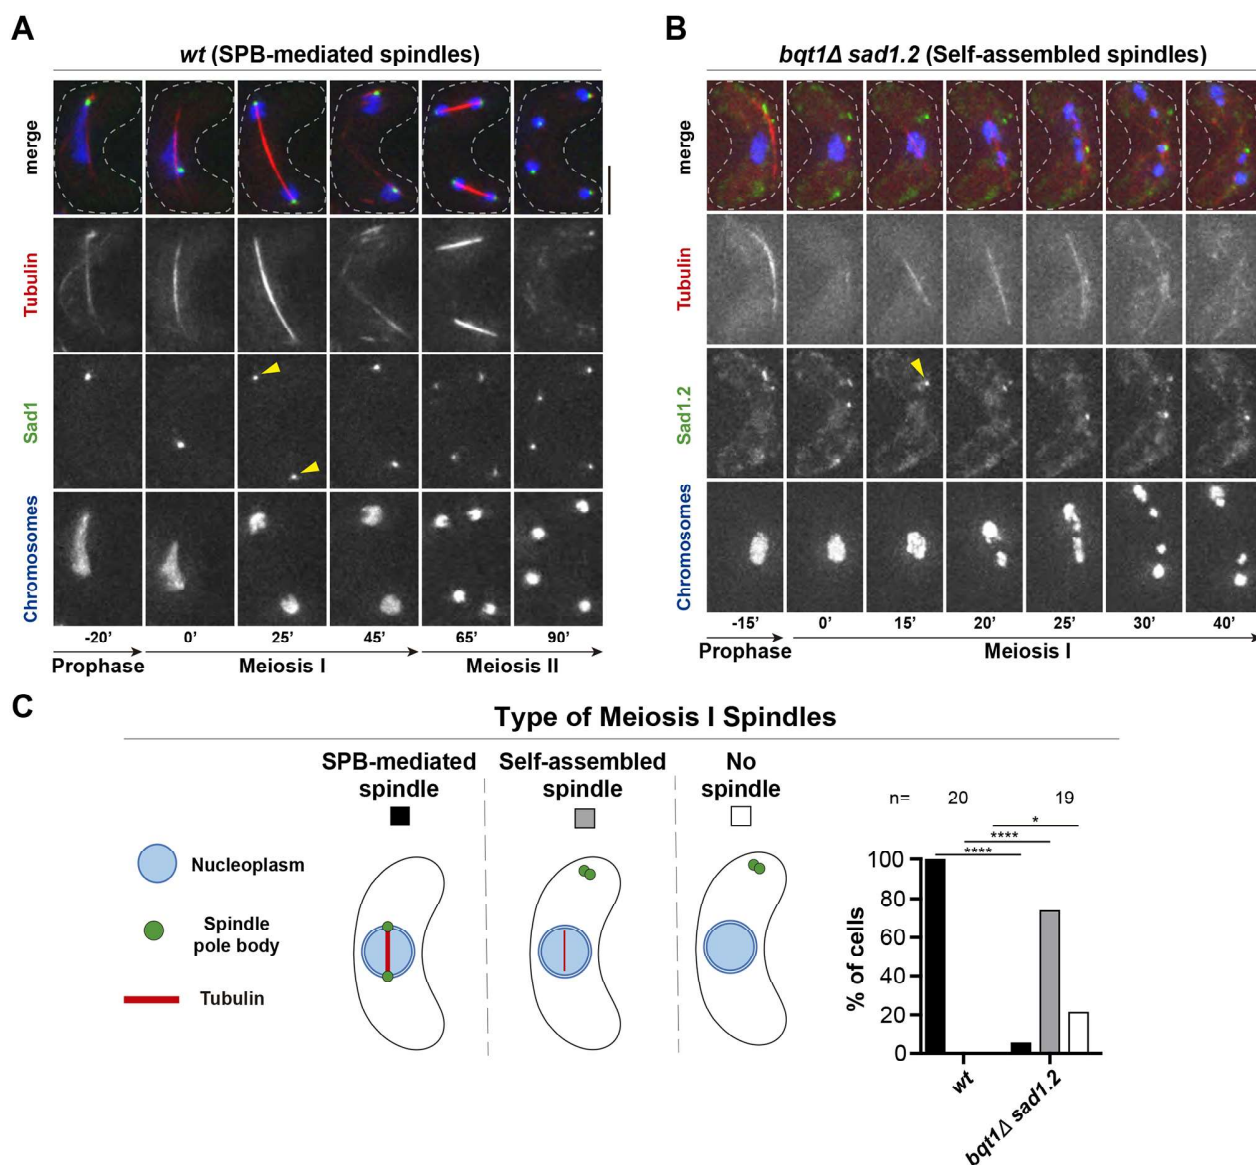 A
wt (SPB-mediated spindles)
merge
Tubulin
Sad1
Chromosomes
-20’ 0’ 25’ 45’ 65’ 90’
Prophase Meiosis I Meiosis II
B
bqt1Δ sad1.2 (Self-assembled spindles)
merge
Tubulin
Sad1.2
Chromosomes
-15’ 0’ 15’ 20’ 25’ 30’ 40’
Prophase Meiosis I
C
Type of Meiosis I Spindles
SPB-mediated
spindle
Self-assembled
spindle
No
spindle
Nucleoplasm
Spindle
pole body
Tubulin
n= 20 19
*
****
****
100
80
60
40
20
0
% of cells
wt
bqt1Δ sad1.2